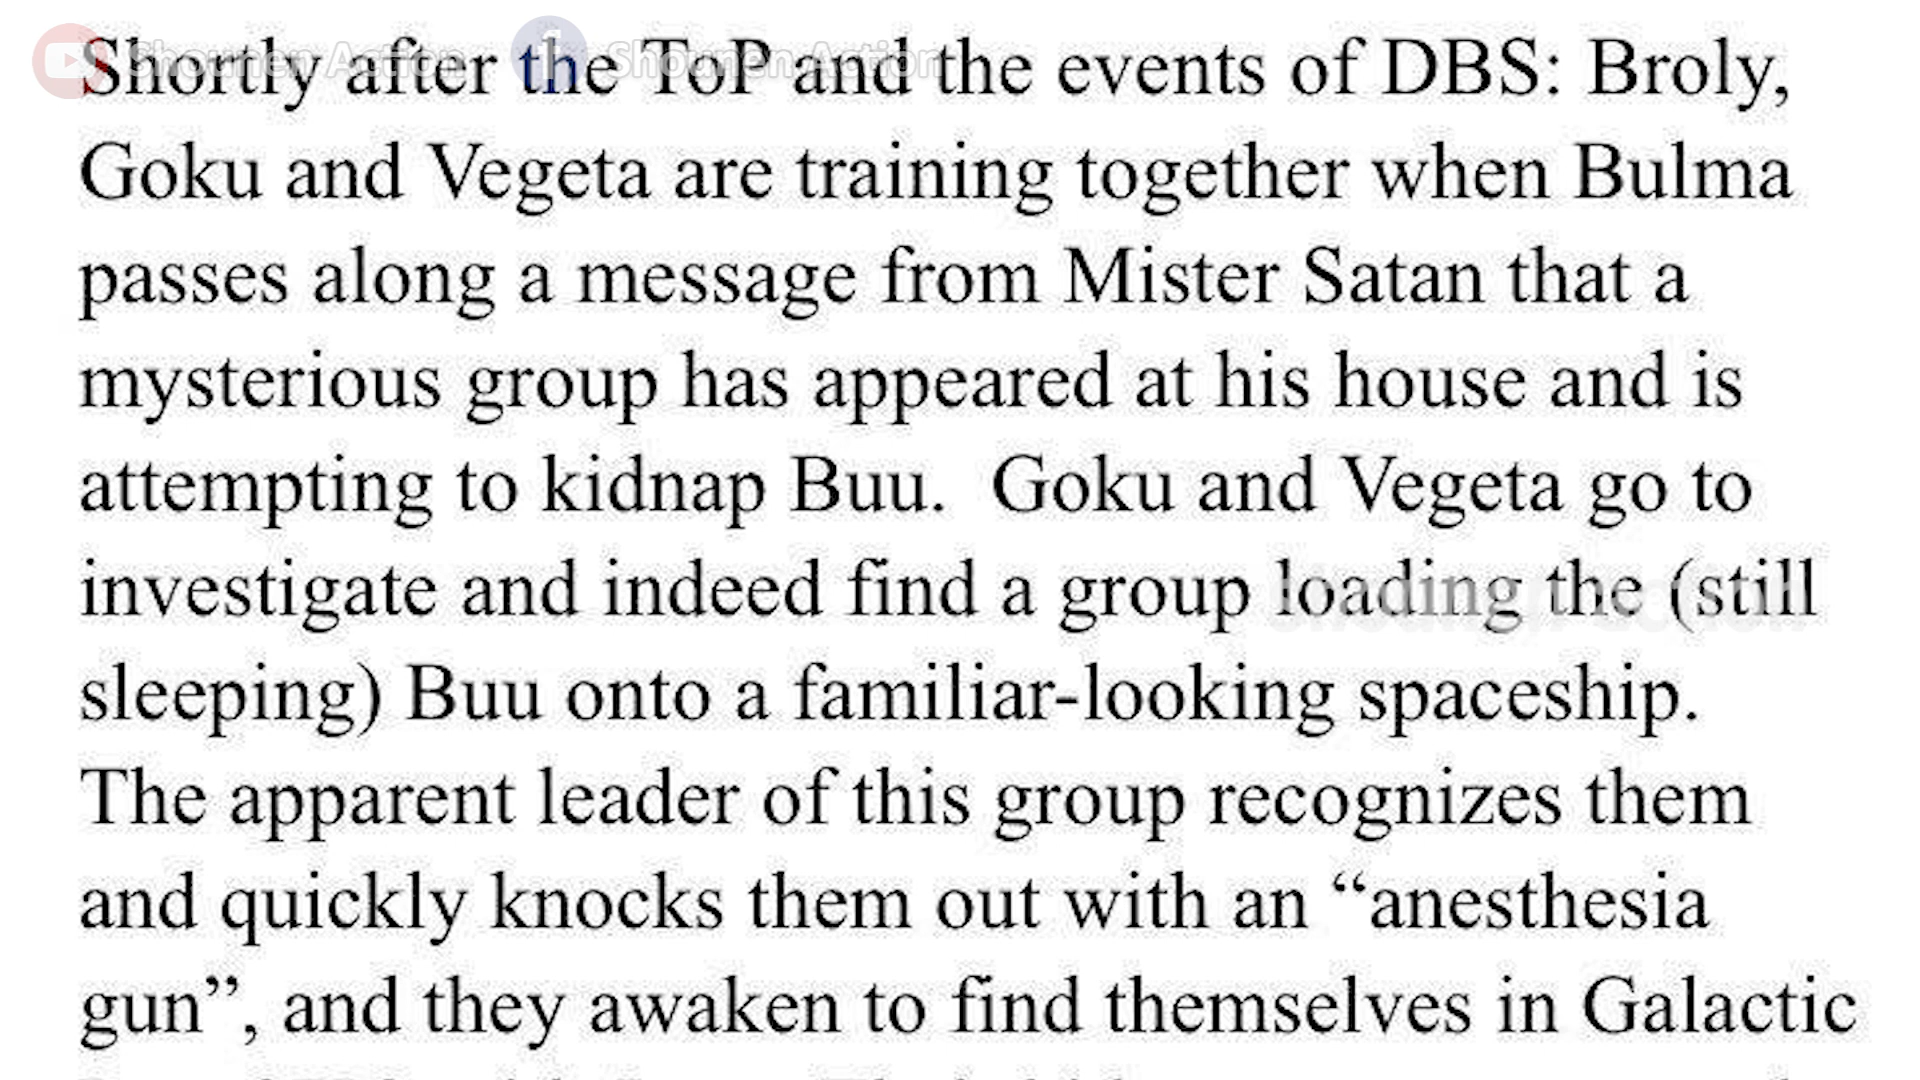 Shounen Action Shounen Action
Shortly after the ToP and the events of DBS: Broly,
Goku and Vegeta are training together when Bulma
passes along a message from Mister Satan that a
mysterious group has appeared at his house and is
attempting to kidnap Buu. Goku and Vegeta go to
investigate and indeed find a group loading the (still
sleeping) Buu onto a familiar-looking spaceship.
The apparent leader of this group recognizes them
and quickly knocks them out with an “anesthesia
gun”, and they awaken to find themselves in Galactic